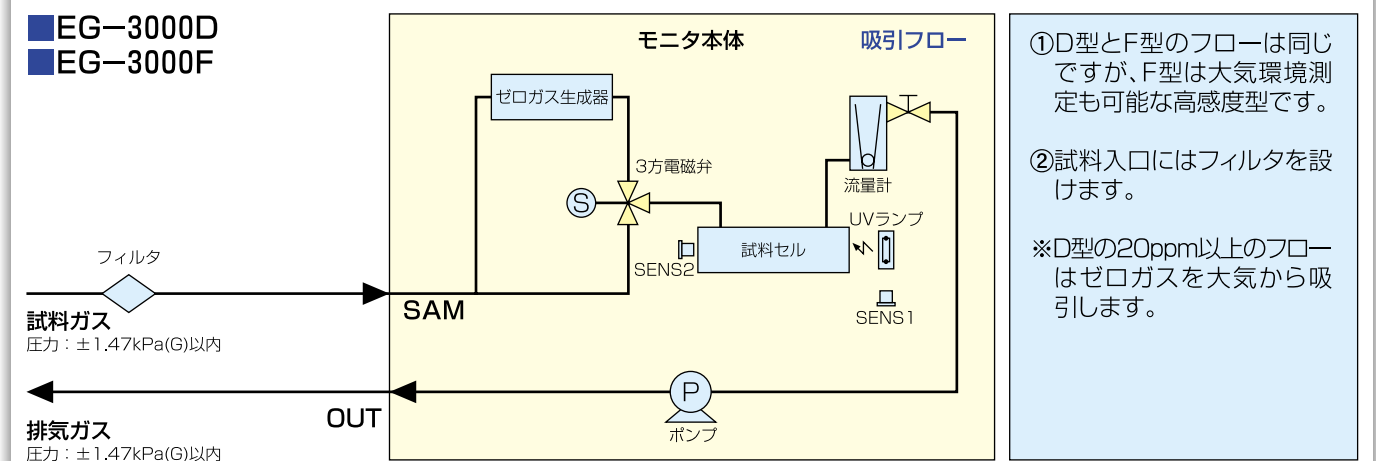 EG−3000D
EG−3000F
モニタ本体
吸引フロー
ゼロガス生成器
3方電磁弁
S
流量計
UVランプ
試料セル
SENS2
SENS1
フィルタ
SAM
試料ガス
圧力：±1.47kPa(G)以内
P
OUT
ポンプ
排気ガス
圧力：±1.47kPa(G)以内
①D型とF型のフローは同じ
ですが、F型は大気環境測
定も可能な高感度型です。
②試料入口にはフィルタを設
けます。
※D型の20ppm以上のフロー
はゼロガスを大気から吸
引します。